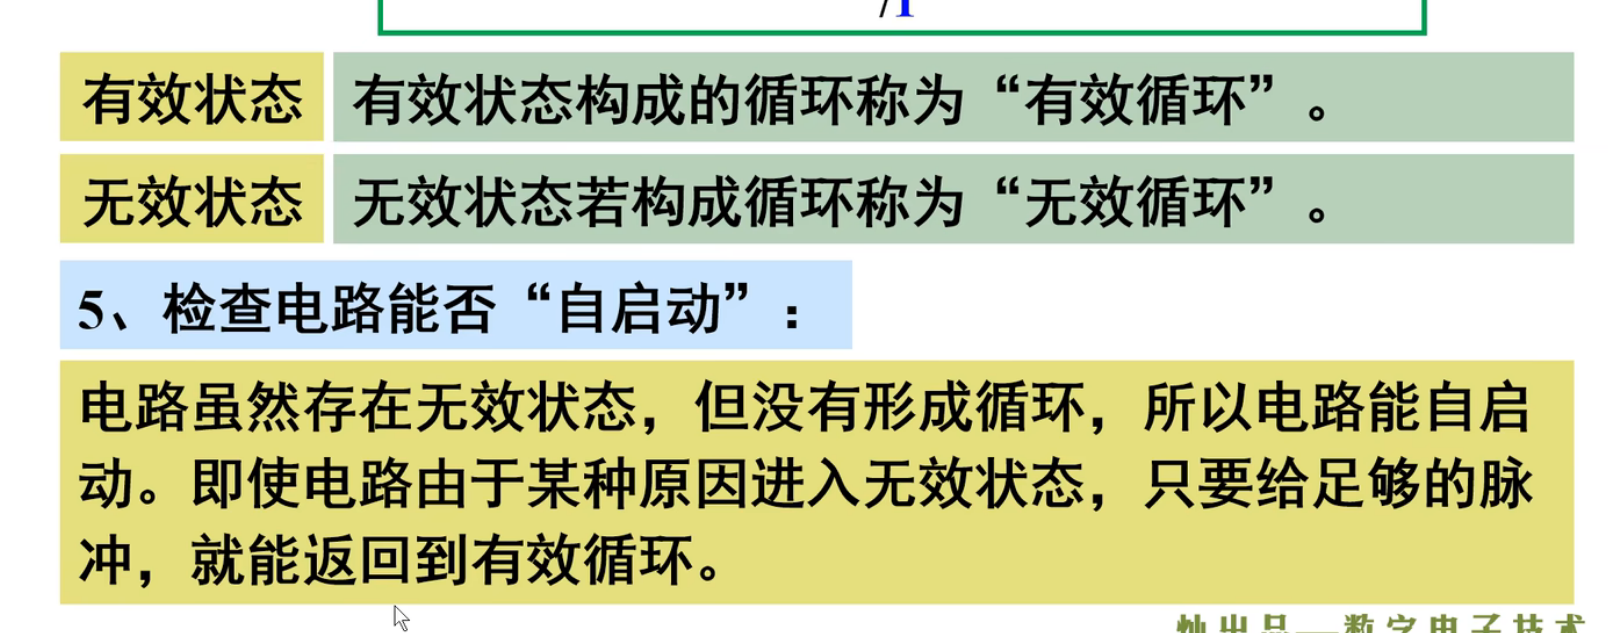 /1
有效状态 有效状态构成的循环称为“有效循环”。
无效状态 无效状态若构成循环称为“无效循环”。
5、检查电路能否“自启动”：
电路虽然存在无效状态，但没有形成循环，所以电路能自启
动。即使电路由于某种原因进入无效状态，只要给足够的脉
冲，就能返回到有效循环。
灿出品—数字电子技术